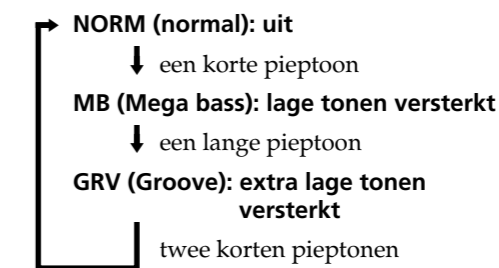 NORM (normal): uit
een korte pieptoon
MB (Mega bass): lage tonen versterkt
een lange pieptoon
GRV (Groove): extra lage tonen
versterkt
twee korten pieptonen